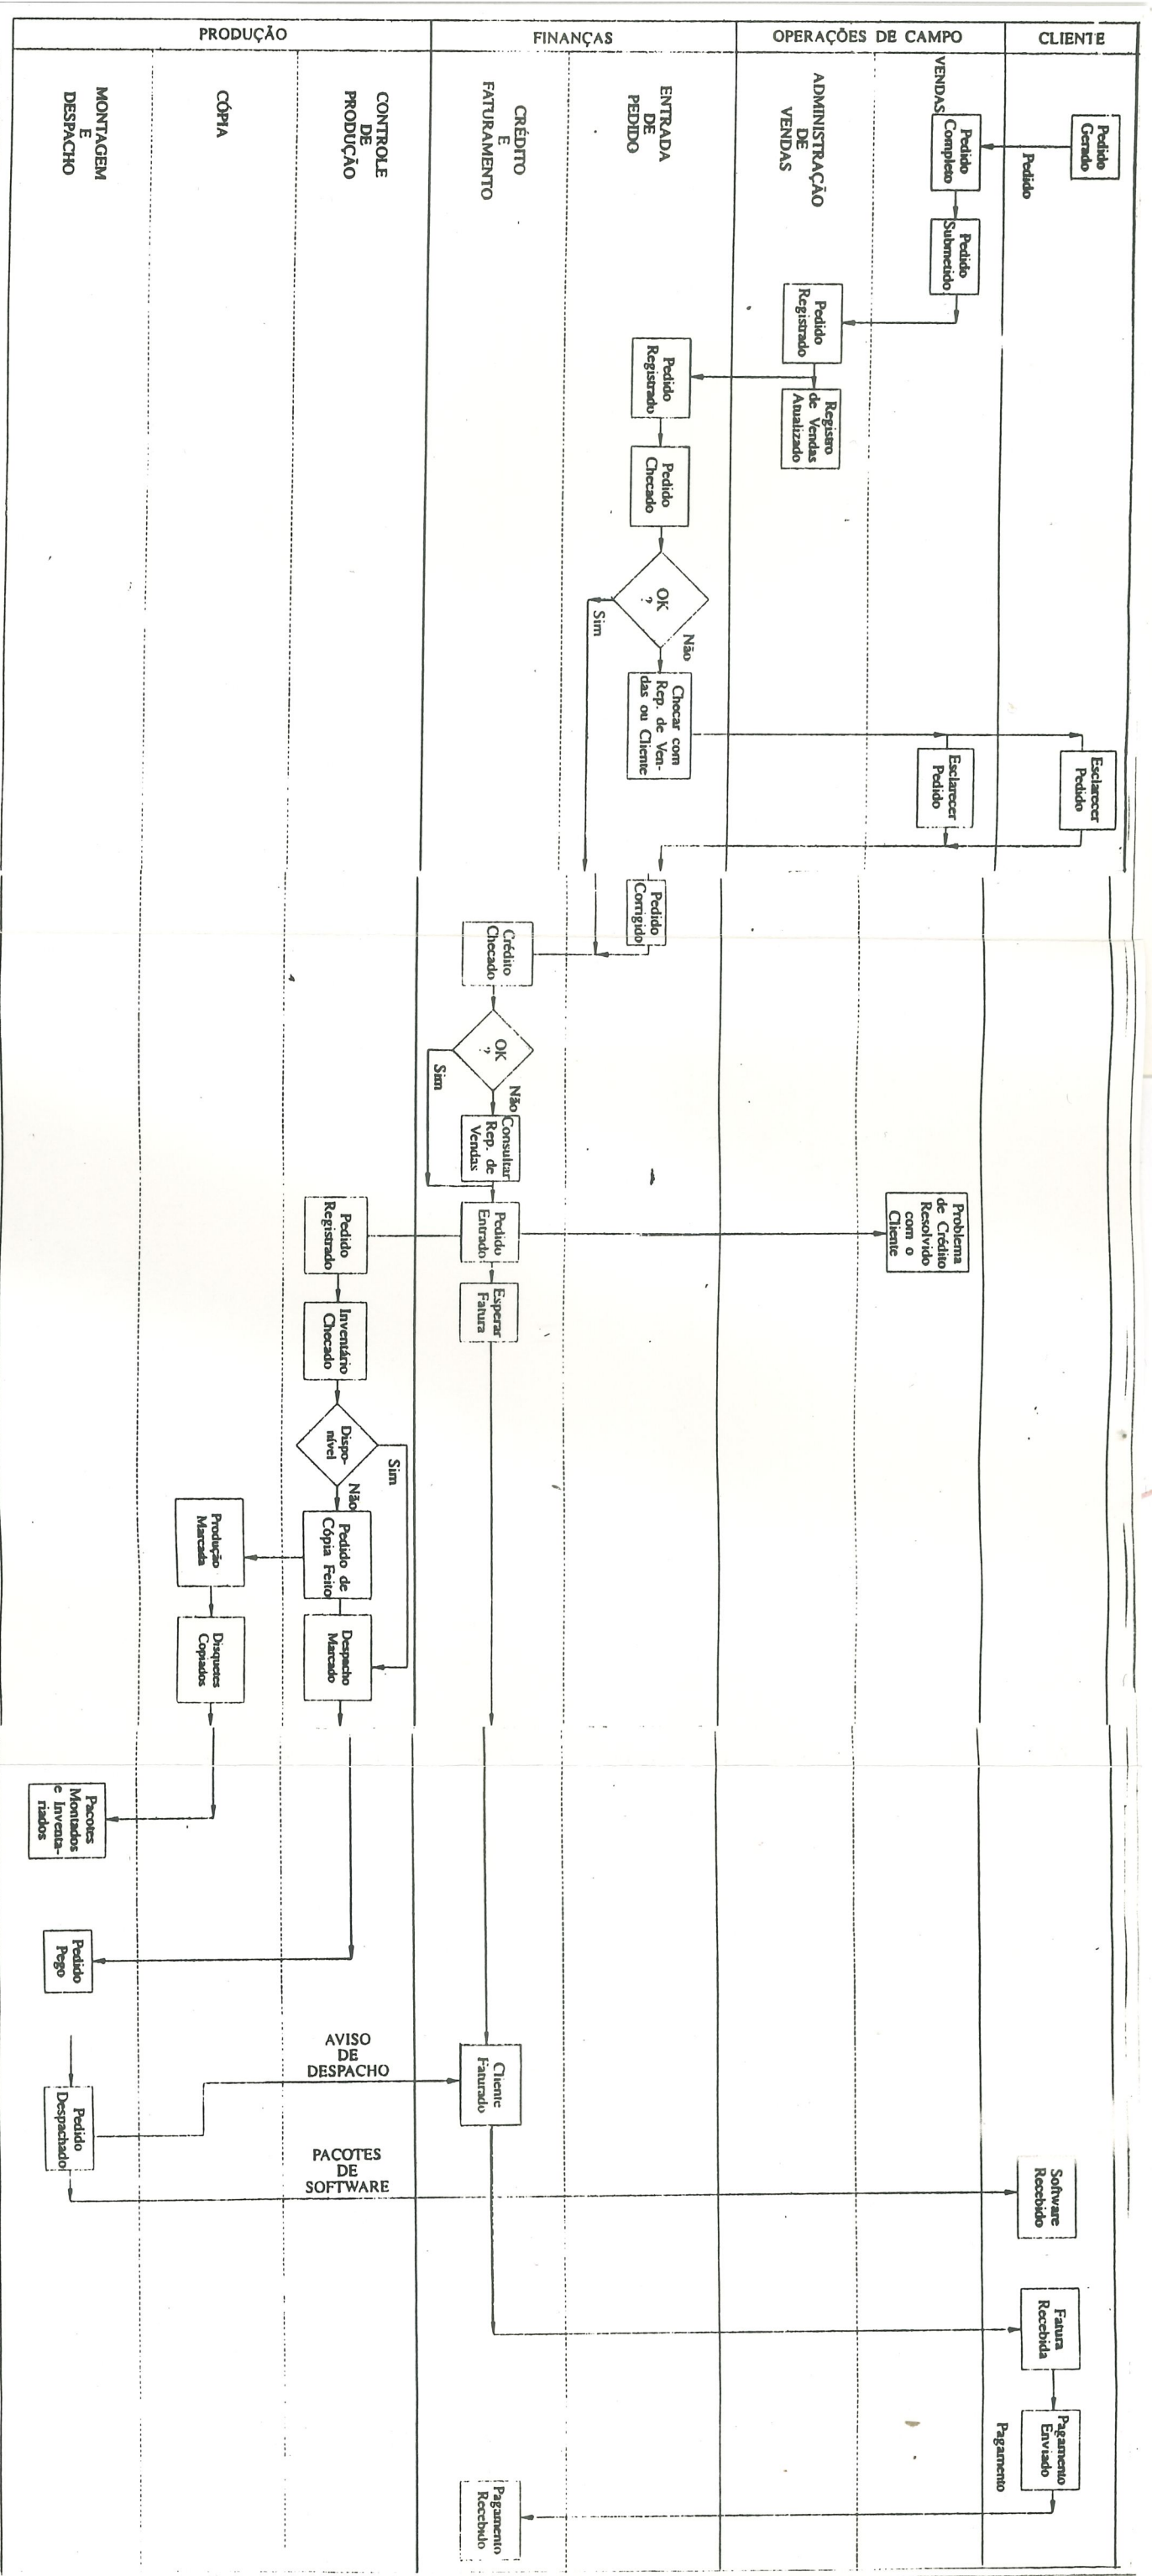 PRODUÇÃO
FINANÇAS
OPERAÇÕES DE CAMPO
CLIENTE
MONTAGEM
E
DESPACHO
CÓPIA
CONTROLE
DE
PRODUÇÃO
CRÉDITO
E
FATURAMENTO
ENTRADA
DE
PEDIDO
ADMINISTRAÇÃO
DE
VENDAS
VENDAS
Pedido
Gerado
Pedido
Pedido
Completo
Pedido
Submetido
Pedido
Registrado
Registro
de Vendas
Atualizado
Pedido
Registrado
Pedido
Checado
OK
?
Sim
Não
Checar com
Rep. de Ven-
das ou Cliente
Esclarecer
Pedido
Esclarecer
Pedido
Pedido
Corrigido
Crédito
Checado
OK
?
Sim
Não
Consultar
Rep. de
Vendas
Problema
de Crédito
Resolvido
com o
Cliente
Pedido
Entrado
Esperar
Fatura
Pedido
Registrado
Inventário
Checado
Dispo-
nível
Sim
Não
Pedido de
Cópia Feito
Despacho
Marcado
Produção
Marcada
Disquetes
Copiados
Pacotes
Montados
e Inventa-
riados
Pedido
Pego
AVISO
DE
DESPACHO
Cliente
Faturado
Pedido
Despachado
PACOTES
DE
SOFTWARE
Software
Recebido
Fatura
Recebida
Pagamento
Enviado
Pagamento
Pagamento
Recebido